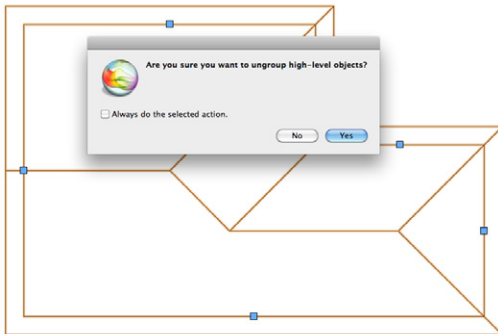 Are you sure you want to ungroup high-level objects?
Always do the selected action.
No
Yes